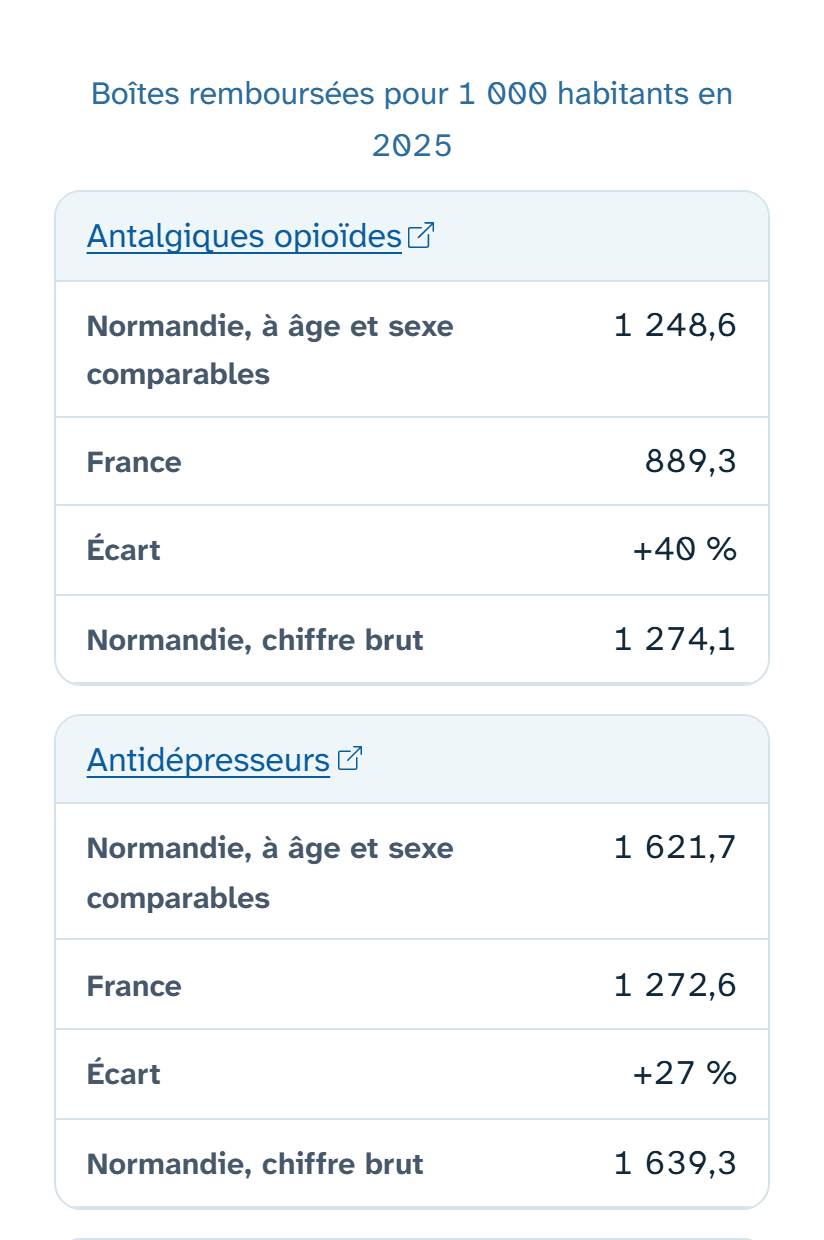 Boîtes remboursées pour 1 000 habitants en
2025
Antalgiques opioïdes
Normandie, à âge et sexe
comparables
1 248,6
France
889,3
Écart
+40 %
Normandie, chiffre brut
1 274,1
Antidépresseurs
Normandie, à âge et sexe
comparables
1 621,7
France
1 272,6
Écart
+27 %
Normandie, chiffre brut
1 639,3